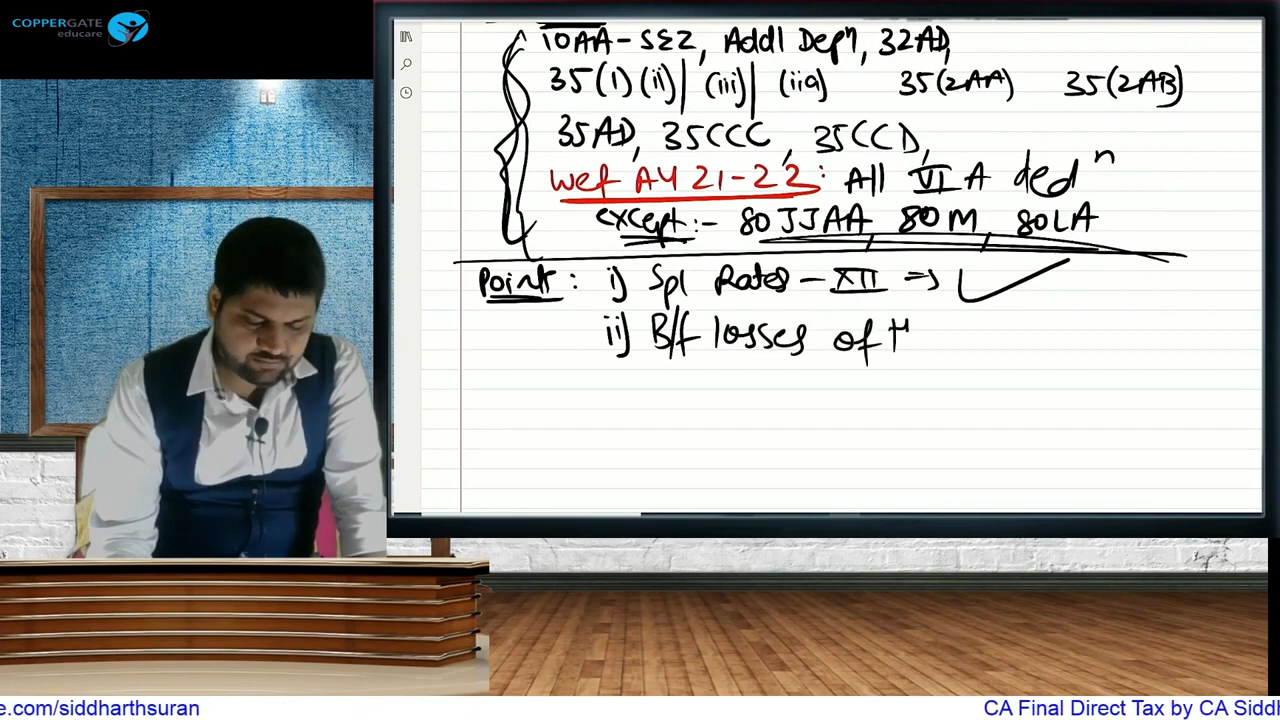 COPPERGATE
educare
10AA - SEZ, Addl Depn, 32AD,
35(1)(ii)| (iii)| (iia) 35(2AA) 35(2AB)
35AD, 35CCC, 35CCD,
wef AY 21-22: All VI A dedn
except:- 80JJAA, 80M, 80LA
Point: i) Spl Rates - XII ⇒ ✓
ii) B/f losses of
e.com/siddharthsuran
CA Final Direct Tax by CA Siddh